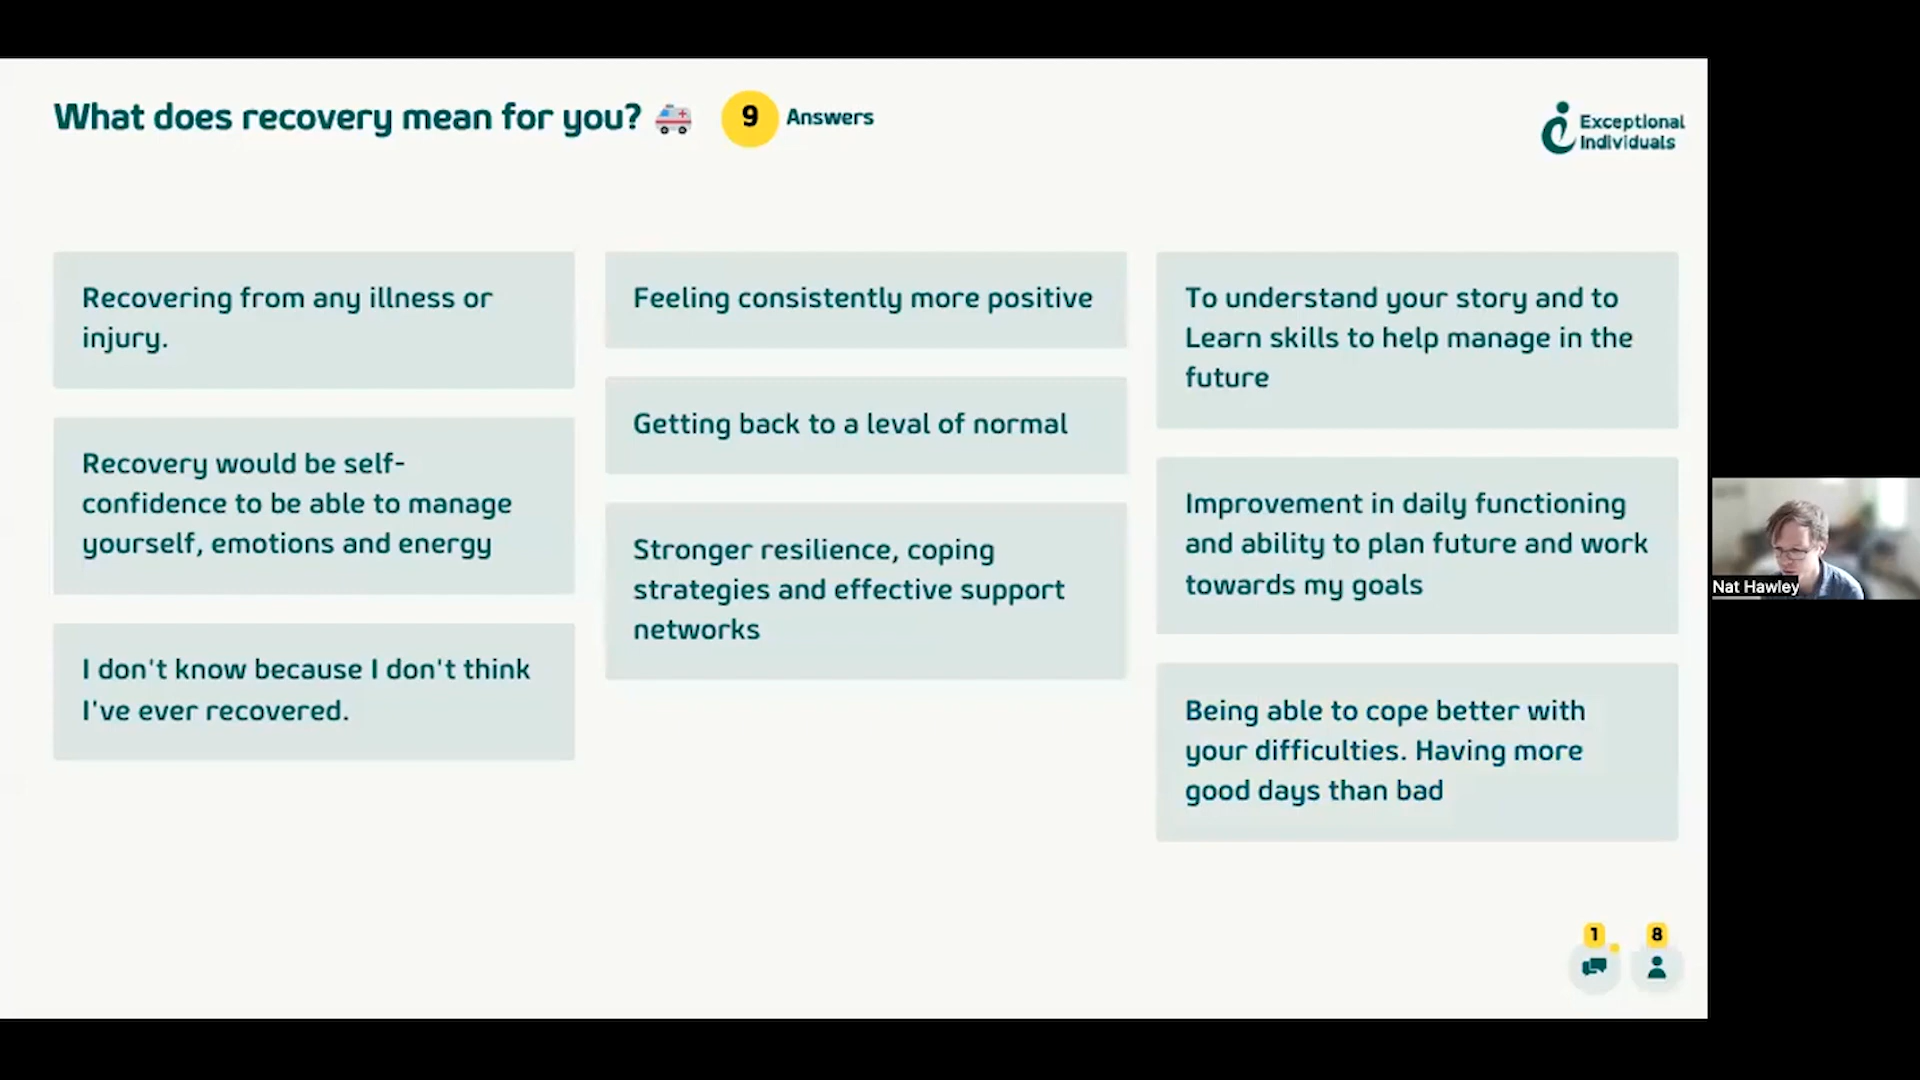 What does recovery mean for you?
9 Answers
Exceptional
Individuals
Recovering from any illness or
injury.
Recovery would be self-
confidence to be able to manage
yourself, emotions and energy
I don't know because I don't think
I've ever recovered.
Feeling consistently more positive
Getting back to a leval of normal
Stronger resilience, coping
strategies and effective support
networks
To understand your story and to
Learn skills to help manage in the
future
Improvement in daily functioning
and ability to plan future and work
towards my goals
Being able to cope better with
your difficulties. Having more
good days than bad
1
8
Nat Hawley